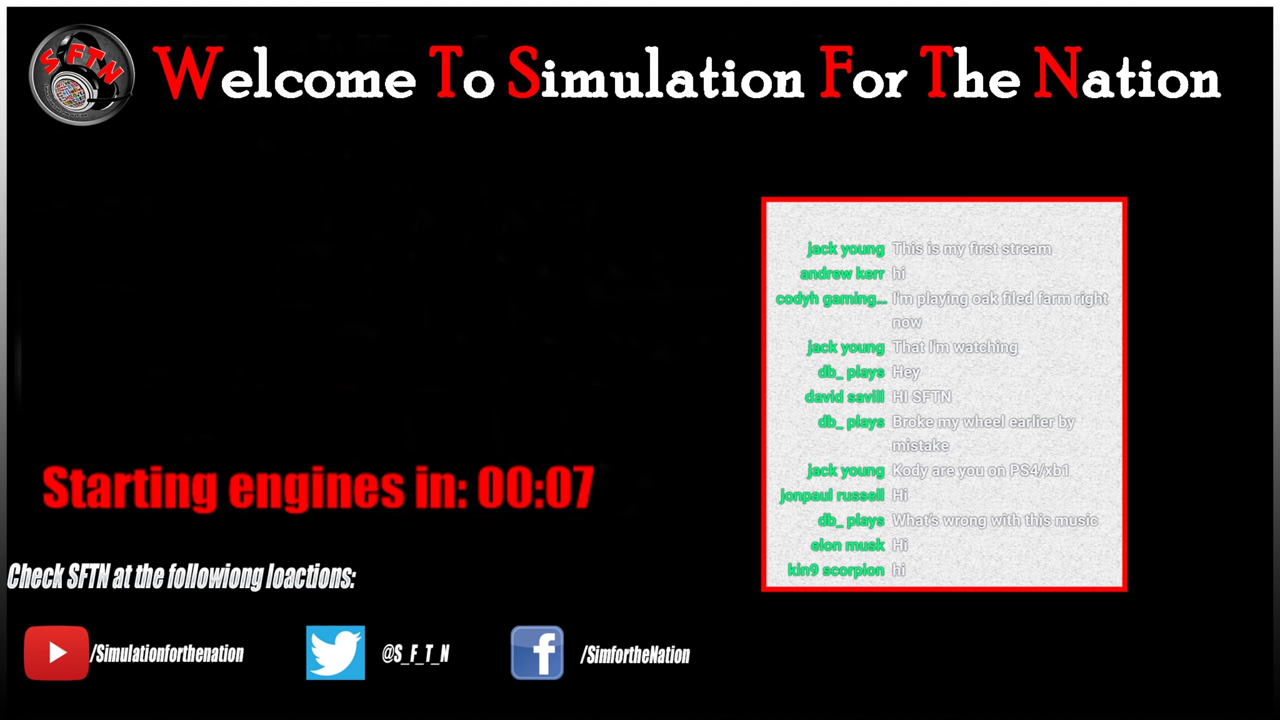 SFTN
Welcome To Simulation For The Nation
jack young This is my first stream
andrew kerr hi
codyh gaming... I'm playing oak filed farm right
now
jack young That I'm watching
db_ plays Hey
david savill HI SFTN
db_ plays Broke my wheel earlier by
mistake
jack young Kody are you on PS4/xb1
jonpaul russell Hi
db_ plays What's wrong with this music
elon musk Hi
kin9 scorpion hi
Starting engines in: 00:07
Check SFTN at the followiong loactions:
/Simulationforthenation
@S_F_T_N
/SimfortheNation